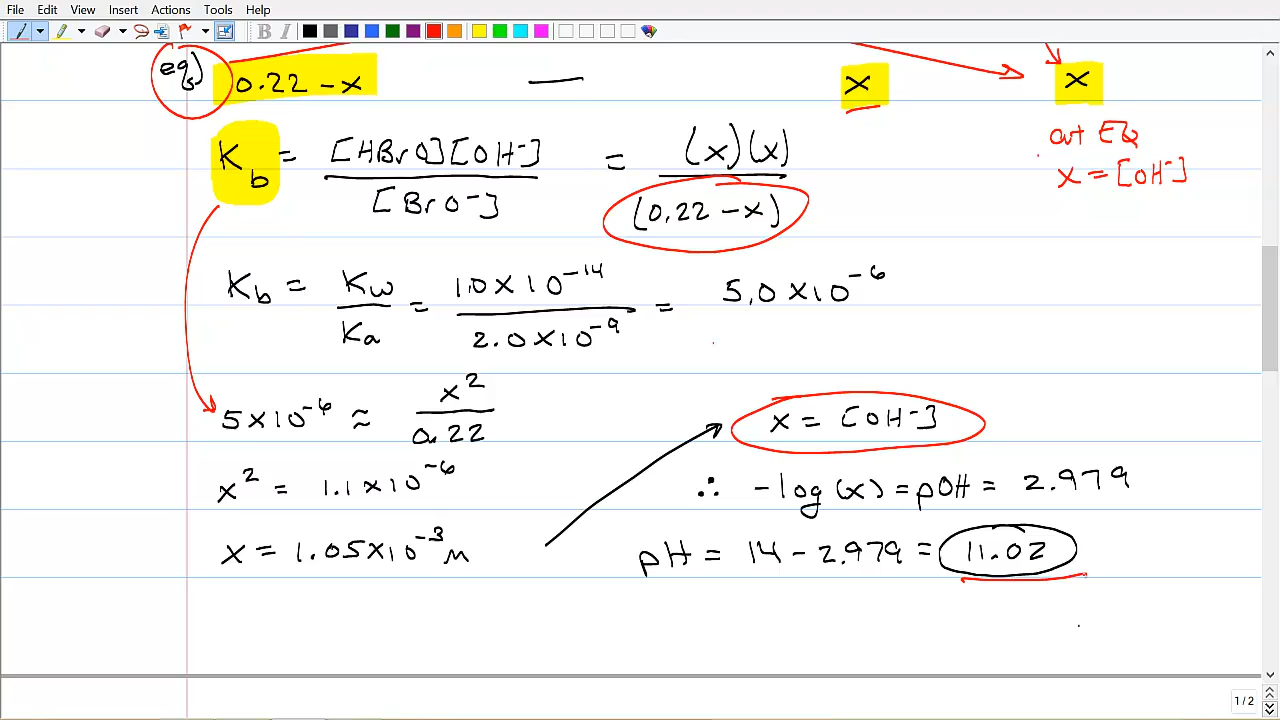 File Edit View Insert Actions Tools Help
B I
eq 0.22 - x — x x
at EQ
x = [OH-]
Kb = [HBrO][OH-] / [BrO-] = (x)(x) / (0.22 - x)
Kb = Kw / Ka = 1.0 x 10^-14 / 2.0 x 10^-9 = 5.0 x 10^-6
5 x 10^-6 ≈ x^2 / 0.22
x = [OH-]
x^2 = 1.1 x 10^-6
∴ -log(x) = pOH = 2.979
x = 1.05 x 10^-3 M
pH = 14 - 2.979 = 11.02
1/2